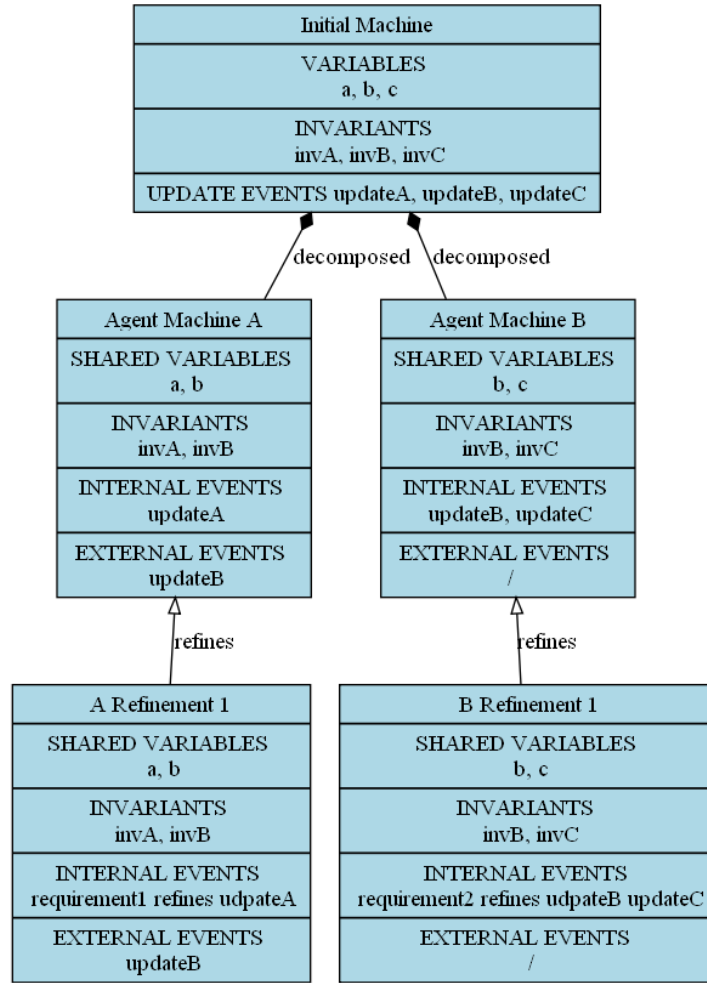 Initial Machine
VARIABLES
a, b, c
INVARIANTS
invA, invB, invC
UPDATE EVENTS updateA, updateB, updateC
decomposed
decomposed
Agent Machine A
SHARED VARIABLES
a, b
INVARIANTS
invA, invB
INTERNAL EVENTS
updateA
EXTERNAL EVENTS
updateB
Agent Machine B
SHARED VARIABLES
b, c
INVARIANTS
invB, invC
INTERNAL EVENTS
updateB, updateC
EXTERNAL EVENTS
/
refines
refines
A Refinement 1
SHARED VARIABLES
a, b
INVARIANTS
invA, invB
INTERNAL EVENTS
requirement1 refines udpateA
EXTERNAL EVENTS
updateB
B Refinement 1
SHARED VARIABLES
b, c
INVARIANTS
invB, invC
INTERNAL EVENTS
requirement2 refines udpateB updateC
EXTERNAL EVENTS
/